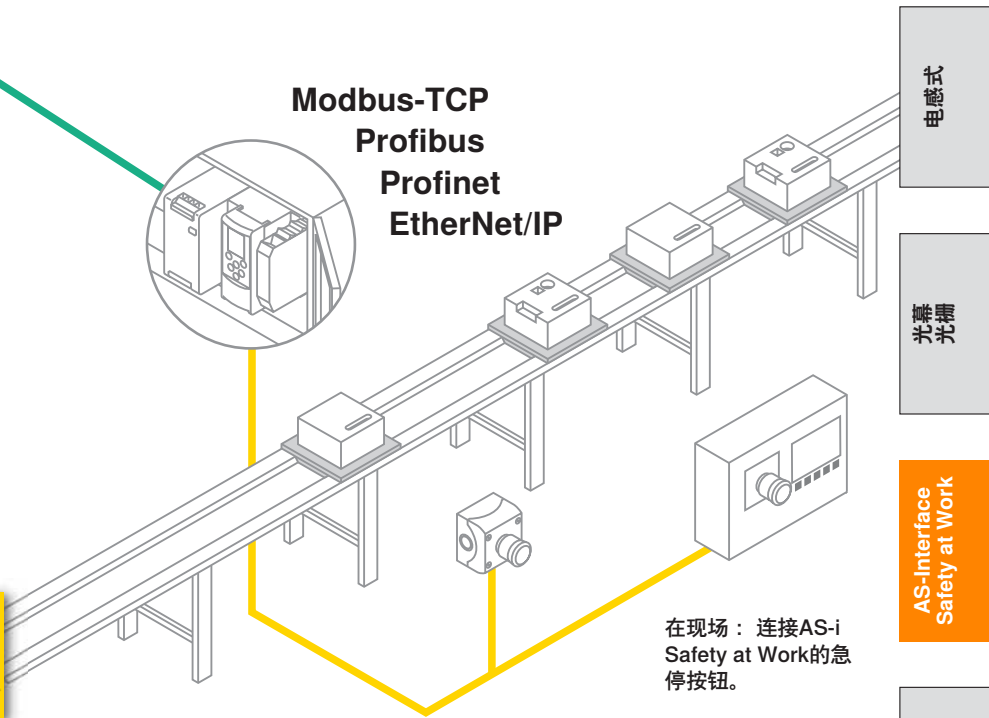 Modbus-TCP
Profibus
Profinet
EtherNet/IP
在现场： 连接AS-i
Safety at Work的急
停按钮。
电感式
光幕
光栅
AS-Interface
Safety at Work